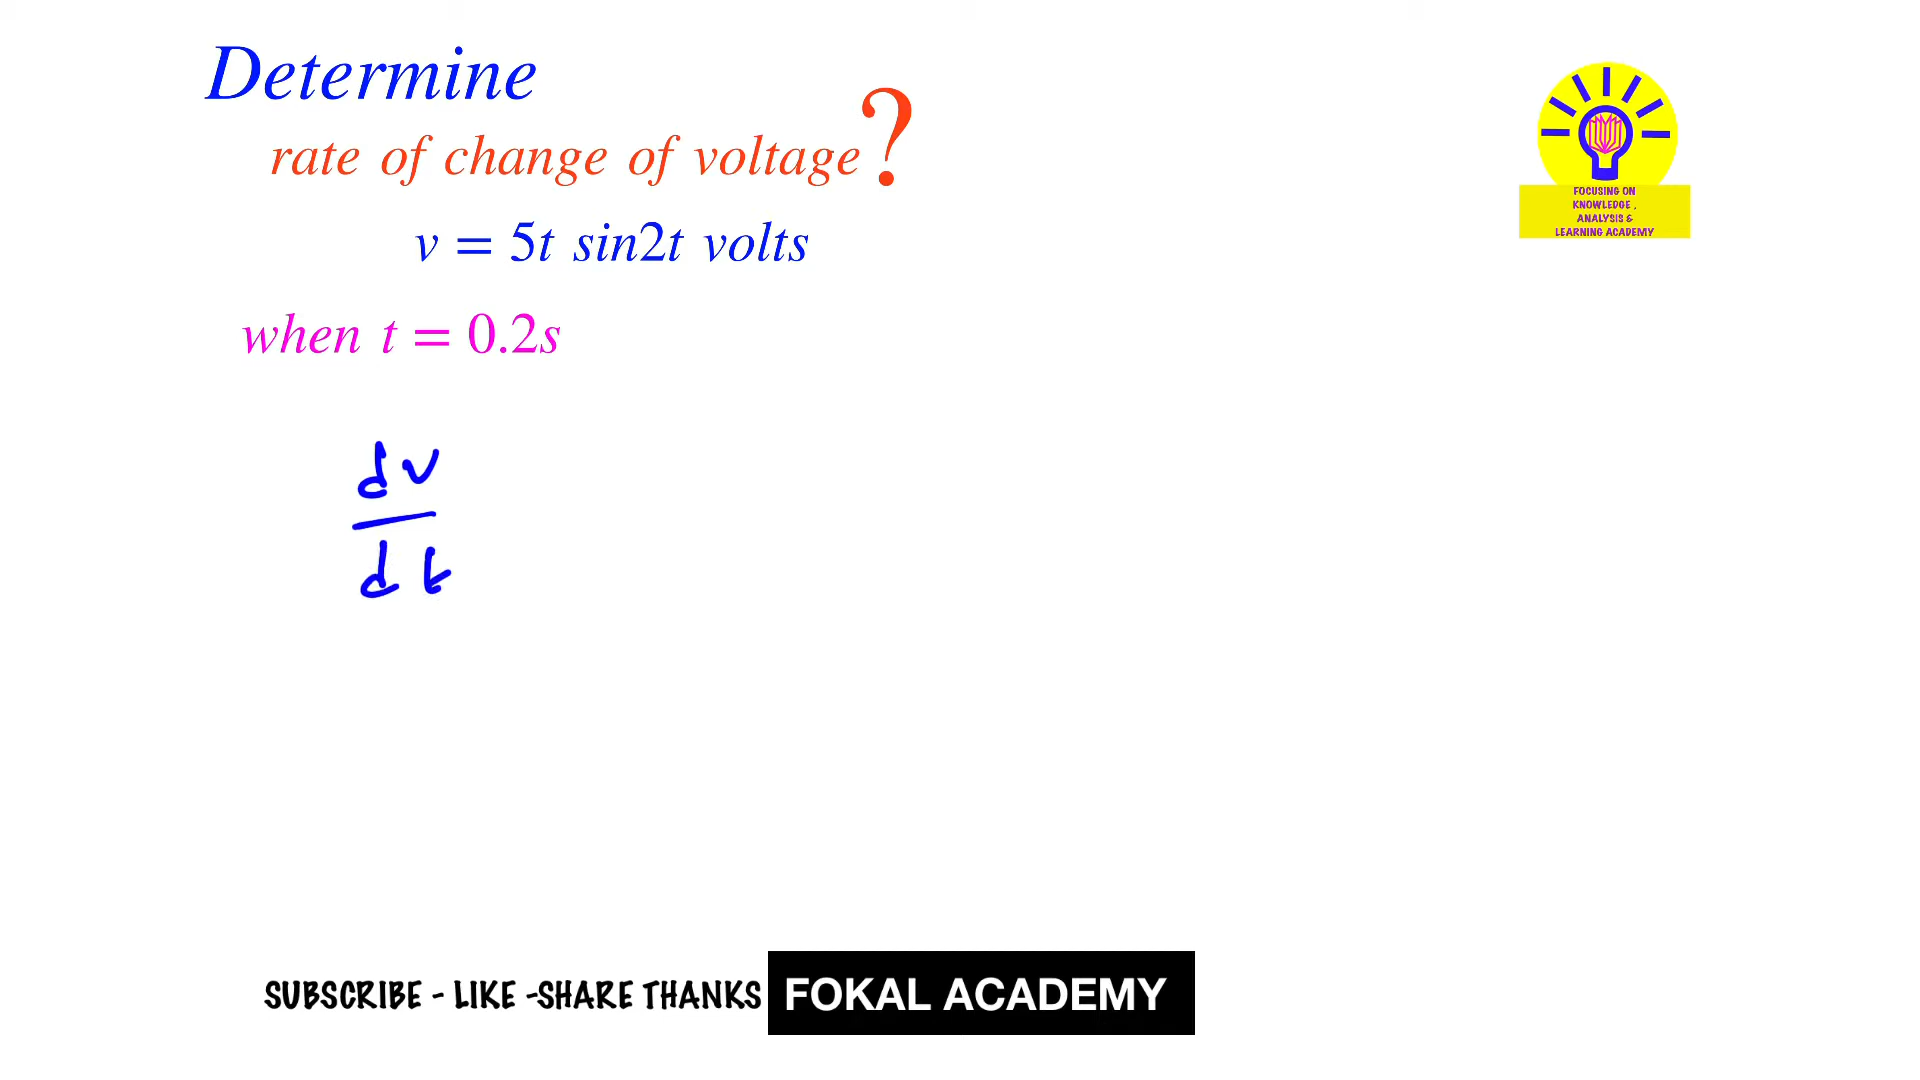 Determine
rate of change of voltage?
v = 5t sin2t volts
when t = 0.2s
dv
dt
FOCUSING ON
KNOWLEDGE ,
ANALYSIS &
LEARNING ACADEMY
SUBSCRIBE - LIKE -SHARE THANKS FOKAL ACADEMY